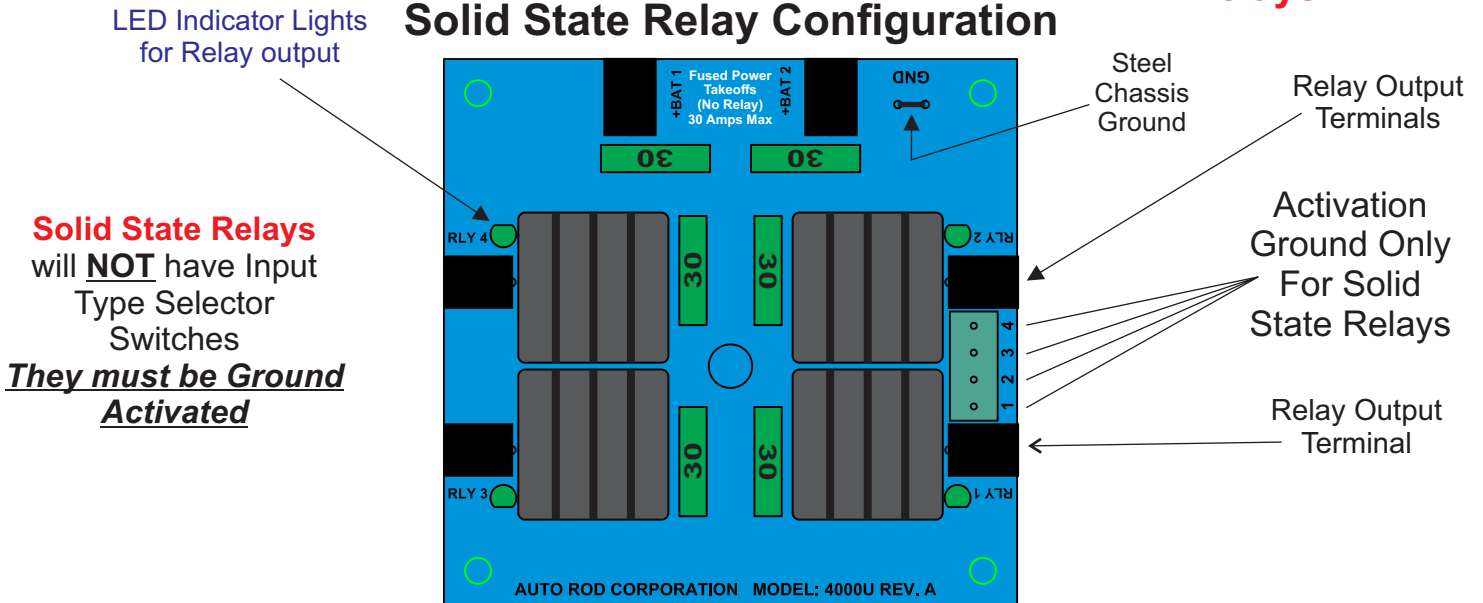 Solid State Relay Configuration
LED Indicator Lights
for Relay output
Solid State Relays
will NOT have Input
Type Selector
Switches
They must be Ground
Activated
+BAT 1
Fused Power
Takeoffs
(No Relay)
30 Amps Max
+BAT 2
GND
30
30
RLY 4
30
30
RLY 2
4
3
2
1
RLY 3
30
30
RLY 1
AUTO ROD CORPORATION MODEL: 4000U REV. A
Steel
Chassis
Ground
Relay Output
Terminals
Activation
Ground Only
For Solid
State Relays
Relay Output
Terminal